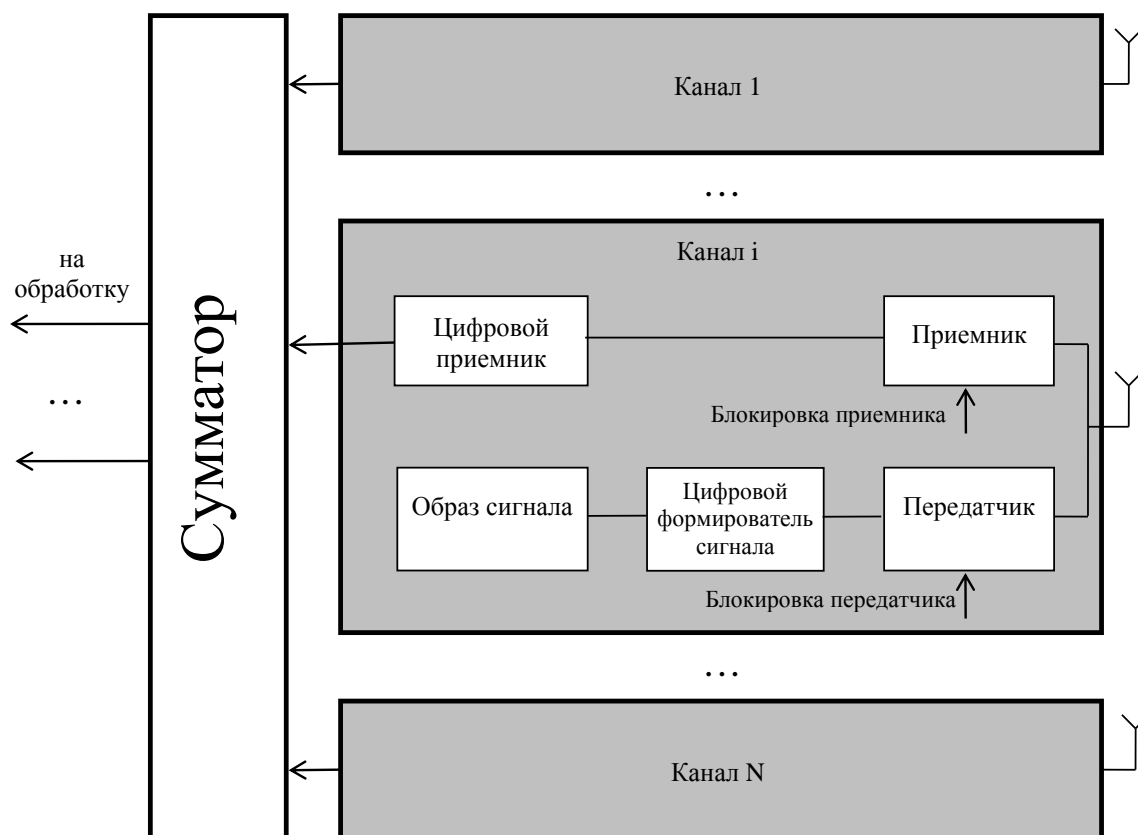 Канал 1
…
Канал i
на
обработку
Сумматор
Цифровой
приемник
Приемник
…
Блокировка приемника
Образ сигнала
Цифровой
формирователь
сигнала
Передатчик
Блокировка передатчика
…
Канал N